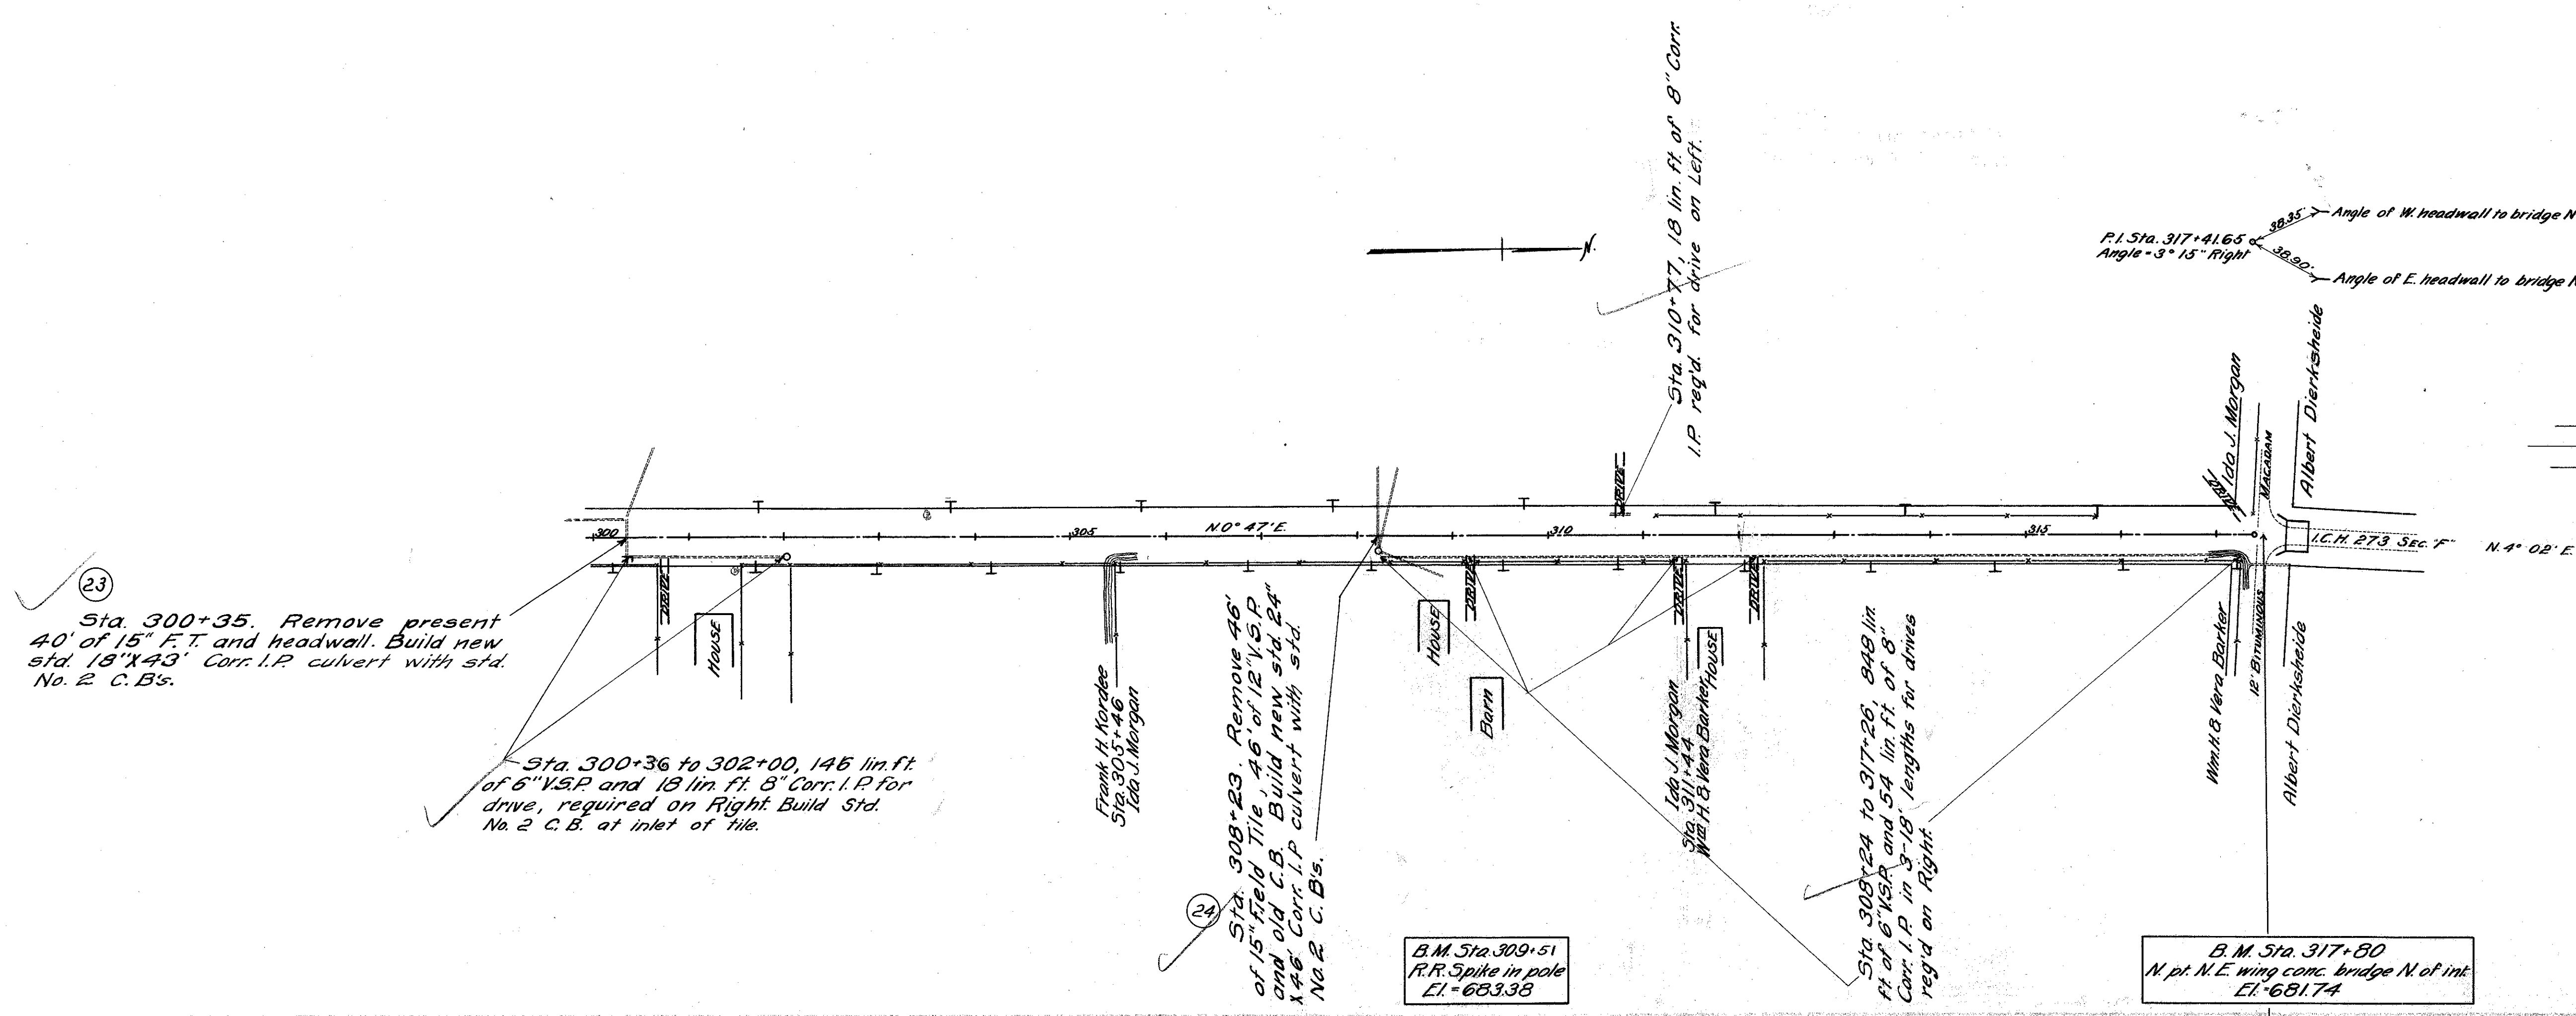 23
Sta. 300+35. Remove present
40' of 15" F.T. and headwall. Build new
std. 18"X43' Corr. I.P. culvert with std.
No. 2 C.B's.
Sta. 300+36 to 302+00, 146 lin.ft.
of 6" V.S.P. and 18 lin. ft. 8" Corr. I.P. for
drive, required on Right. Build Std.
No. 2 C.B. at inlet of tile.
300
305
N.0° 47' E.
310
315
DRIVE
HOUSE
Frank H. Kordee
Sta. 305+46
Ida J. Morgan
24
Sta. 308+23. Remove 46'
of 15" Field Tile, 46' of 12" V.S.P.
and old C.B. Build new std. 24"
X46' Corr. I.P. culvert with std.
No. 2 C.B's.
HOUSE
DRIVE
Barn
N.
Sta. 310+77, 18 lin. ft. of 8" Corr.
I.P. req'd. for drive on Left.
DRIVE
DRIVE
HOUSE
DRIVE
Ida J. Morgan
Sta. 311+44
Wm H. & Vera Barker
Sta. 308+24 to 317+26, 848 lin.
ft. of 6" V.S.P. and 54 lin. ft. of 8"
Corr. I.P. in 3-18' lengths for drives
req'd on Right.
P.I. Sta. 317+41.65
Angle = 3° 15" Right
38.35'
38.90'
Angle of W. headwall to bridge N
Angle of E. headwall to bridge N
Ida J. Morgan
MACADAM
Albert Dierksheide
I.C.H. 273 SEC. "F"
N. 4° 02' E.
Wm. H. & Vera Barker
12' BITUMINOUS
Albert Dierksheide
B.M. Sta. 309+51
R.R. Spike in pole
El. = 683.38
B.M. Sta. 317+80
N. pt. N.E. wing conc. bridge N. of int.
El. = 681.74